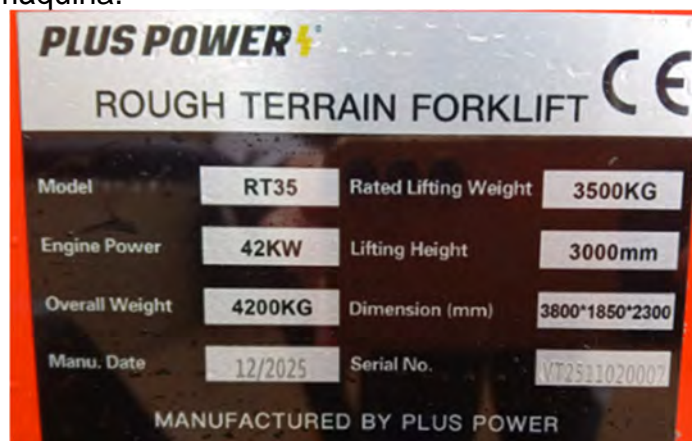 maquina.
PLUS POWER
CE
ROUGH TERRAIN FORKLIFT
Model RT35 Rated Lifting Weight 3500KG
Engine Power 42KW Lifting Height 3000mm
Overall Weight 4200KG Dimension (mm) 3800*1850*2300
Manu. Date 12/2025 Serial No. VT2511020007
MANUFACTURED BY PLUS POWER